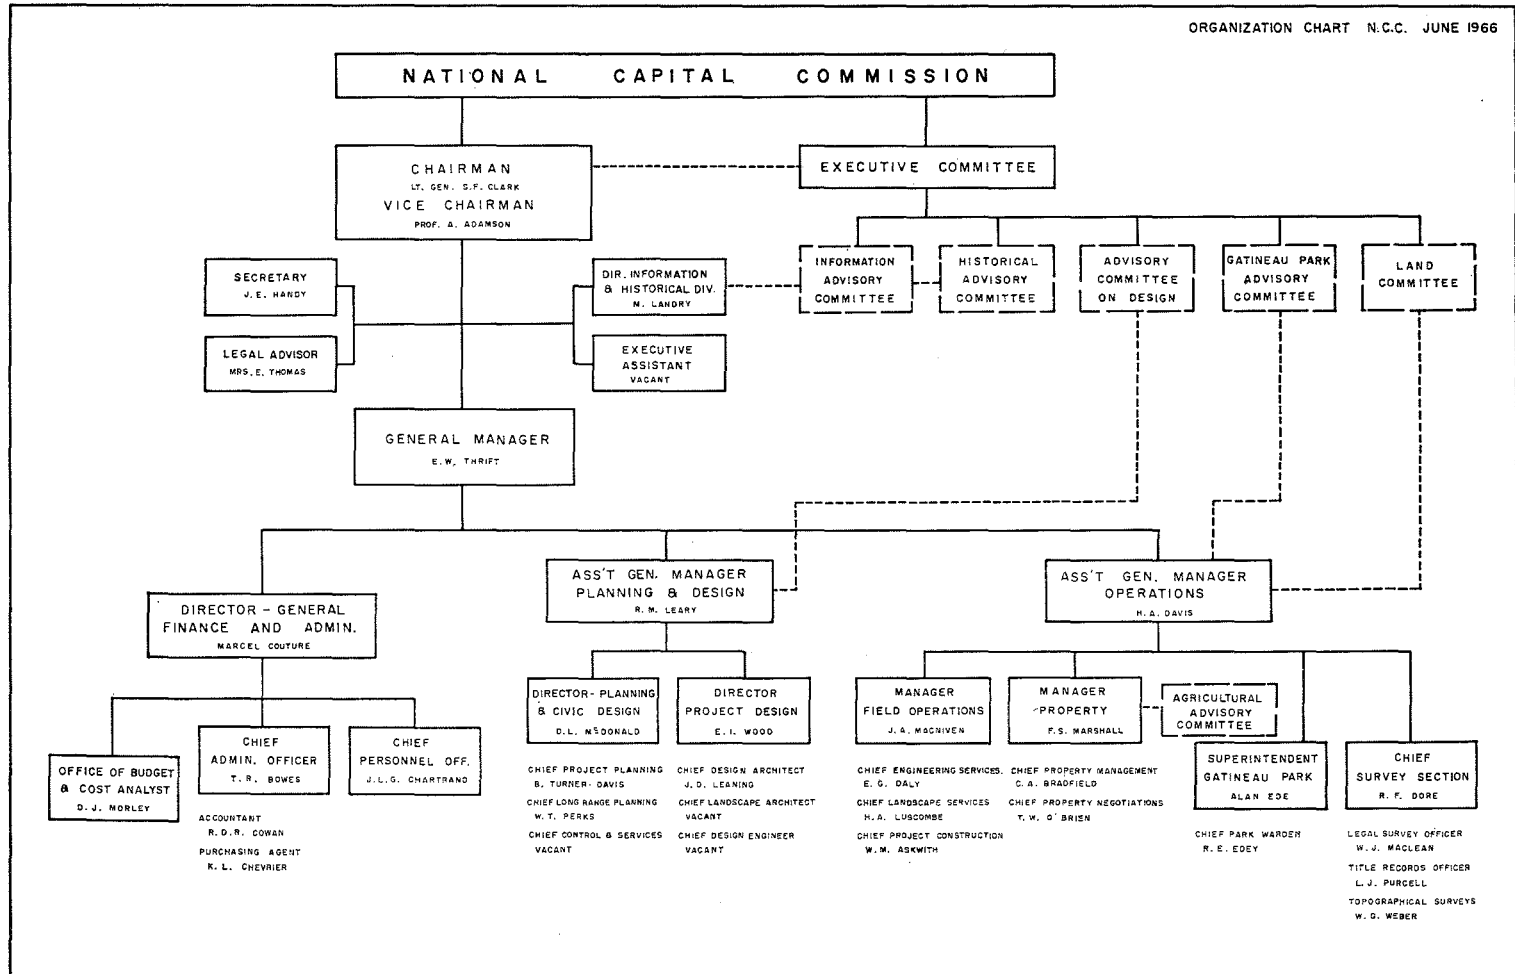 ORGANIZATION CHART N.C.C. JUNE 1966
NATIONAL CAPITAL COMMISSION
CHAIRMAN
LT. GEN. S.F. CLARK
VICE CHAIRMAN
PROF. A. ADAMSON
EXECUTIVE COMMITTEE
SECRETARY
J.E. HANDY
LEGAL ADVISOR
MRS. E. THOMAS
DIR. INFORMATION
& HISTORICAL DIV.
M. LANDRY
EXECUTIVE
ASSISTANT
VACANT
INFORMATION
ADVISORY
COMMITTEE
HISTORICAL
ADVISORY
COMMITTEE
ADVISORY
COMMITTEE
ON DESIGN
GATINEAU PARK
ADVISORY
COMMITTEE
LAND
COMMITTEE
GENERAL MANAGER
E.W. THRIFT
DIRECTOR - GENERAL
FINANCE AND ADMIN.
MARCEL COUTURE
ASS'T GEN. MANAGER
PLANNING & DESIGN
R. M. LEARY
ASS'T GEN. MANAGER
OPERATIONS
H. A. DAVIS
OFFICE OF BUDGET
& COST ANALYST
D. J. MORLEY
CHIEF
ADMIN. OFFICER
T. R. BOWES
ACCOUNTANT
R. D. R. COWAN
PURCHASING AGENT
K. L. CHEVRIER
CHIEF
PERSONNEL OFF.
J.L.G. CHARTRAND
DIRECTOR - PLANNING
& CIVIC DESIGN
D.L. McDONALD
CHIEF PROJECT PLANNING
B. TURNER-DAVIS
CHIEF LONG RANGE PLANNING
W. T. PERKS
CHIEF CONTROL & SERVICES
VACANT
DIRECTOR
PROJECT DESIGN
E. I. WOOD
CHIEF DESIGN ARCHITECT
J. D. LEANING
CHIEF LANDSCAPE ARCHITECT
VACANT
CHIEF DESIGN ENGINEER
VACANT
MANAGER
FIELD OPERATIONS
J. A. MACNIVEN
CHIEF ENGINEERING SERVICES.
E. G. DALY
CHIEF LANDSCAPE SERVICES
H. A. LUSCOMBE
CHIEF PROJECT CONSTRUCTION
W. M. ASKWITH
MANAGER
PROPERTY
F. S. MARSHALL
CHIEF PROPERTY MANAGEMENT
C. A. BRADFIELD
CHIEF PROPERTY NEGOTIATIONS
T. W. O'BRIEN
AGRICULTURAL
ADVISORY
COMMITTEE
SUPERINTENDENT
GATINEAU PARK
ALAN EDE
CHIEF PARK WARDEN
R. E. EDEY
CHIEF
SURVEY SECTION
R. F. DORE
LEGAL SURVEY OFFICER
W. J. MACLEAN
TITLE RECORDS OFFICER
L. J. PURCELL
TOPOGRAPHICAL SURVEYS
W. G. WEBER